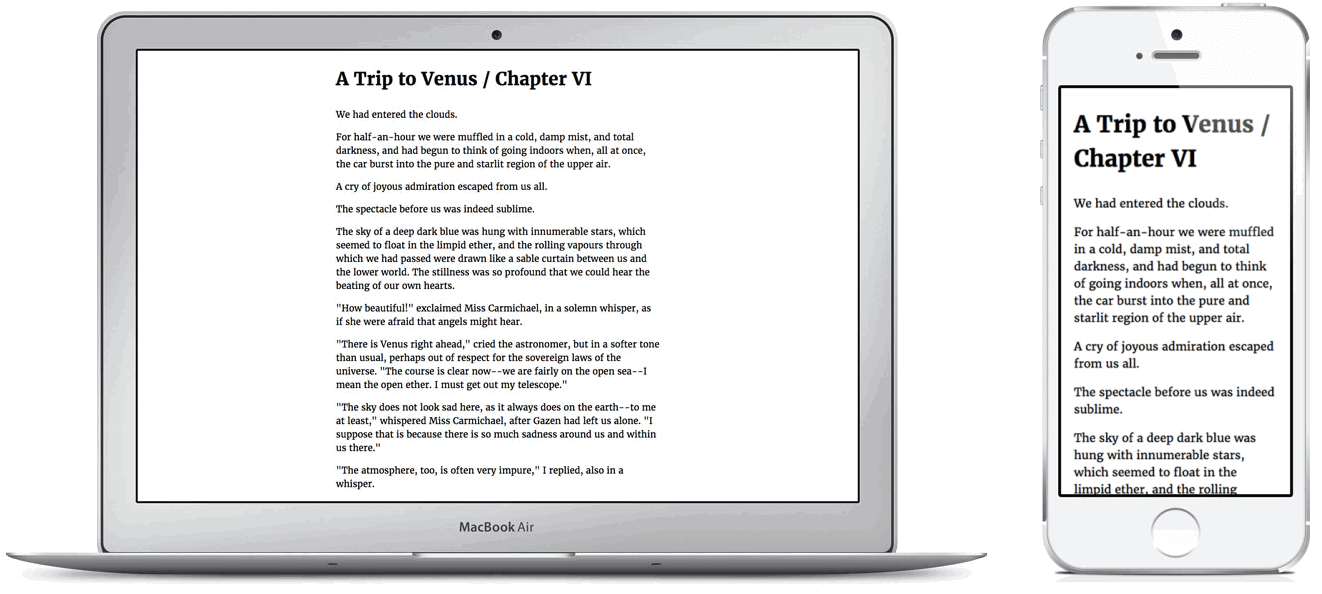 A Trip to Venus / Chapter VI
We had entered the clouds.
For half-an-hour we were muffled in a cold, damp mist, and total
darkness, and had begun to think of going indoors when, all at once,
the car burst into the pure and starlit region of the upper air.
A cry of joyous admiration escaped from us all.
The spectacle before us was indeed sublime.
The sky of a deep dark blue was hung with innumerable stars, which
seemed to float in the limpid ether, and the rolling vapours through
which we had passed were drawn like a sable curtain between us and
the lower world. The stillness was so profound that we could hear the
beating of our own hearts.
"How beautiful!" exclaimed Miss Carmichael, in a solemn whisper, as
if she were afraid that angels might hear.
"There is Venus right ahead," cried the astronomer, but in a softer tone
than usual, perhaps out of respect for the sovereign laws of the
universe. "The course is clear now--we are fairly on the open sea--I
mean the open ether. I must get out my telescope."
"The sky does not look sad here, as it always does on the earth--to me
at least," whispered Miss Carmichael, after Gazen had left us alone. "I
suppose that is because there is so much sadness around us and within
us there."
"The atmosphere, too, is often very impure," I replied, also in a
whisper.
MacBook Air
A Trip to Venus /
Chapter VI
We had entered the clouds.
For half-an-hour we were muffled
in a cold, damp mist, and total
darkness, and had begun to think
of going indoors when, all at once,
the car burst into the pure and
starlit region of the upper air.
A cry of joyous admiration escaped
from us all.
The spectacle before us was indeed
sublime.
The sky of a deep dark blue was
hung with innumerable stars,
which seemed to float in the
limpid ether, and the rolling